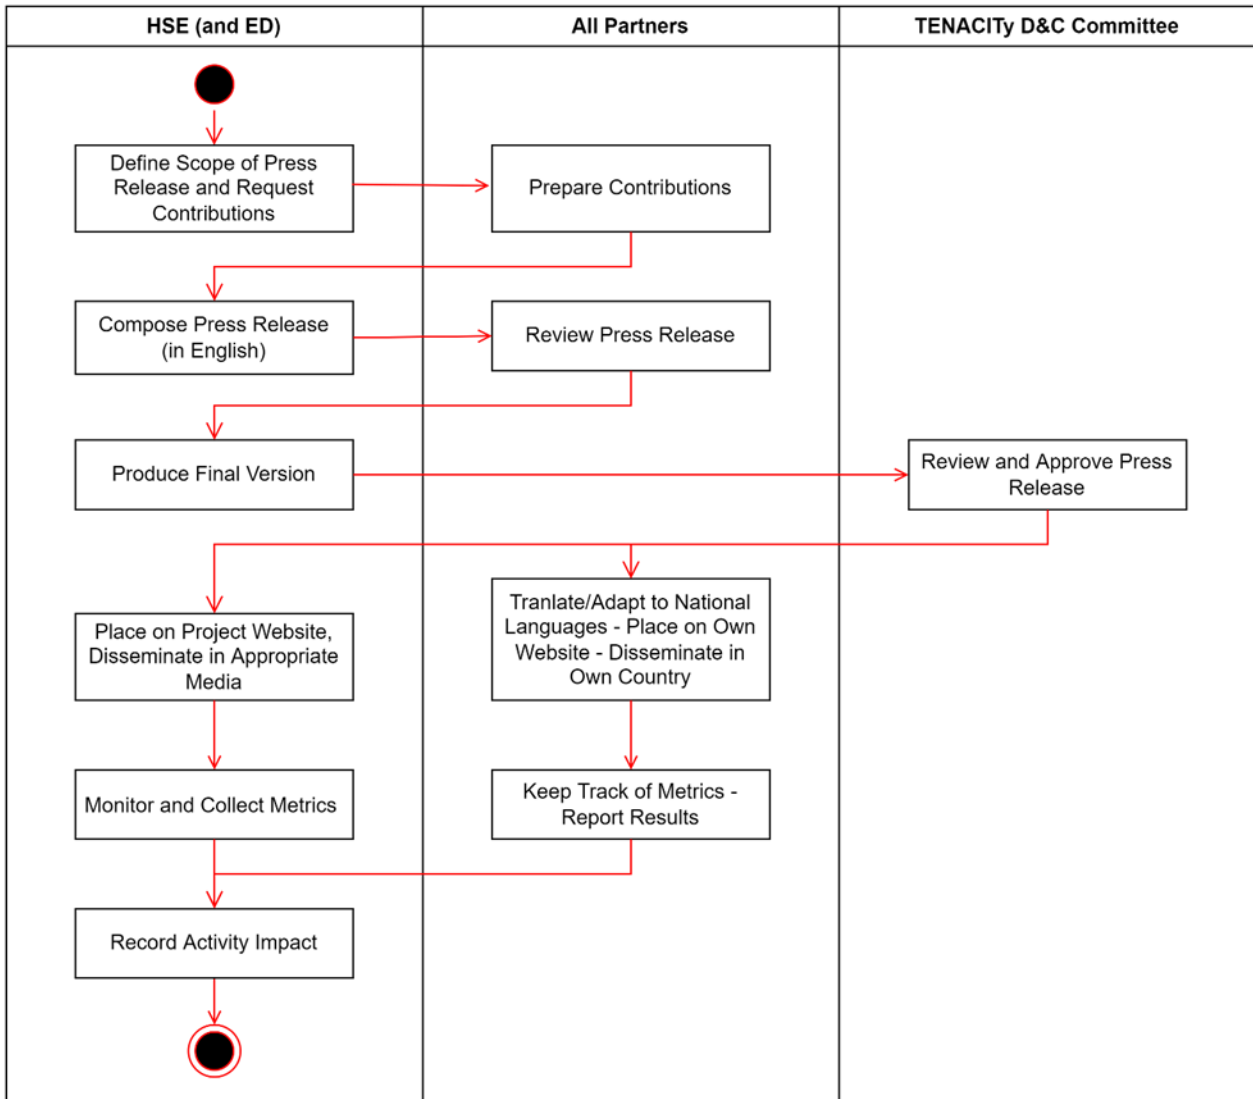 HSE (and ED)
All Partners
TENACITy D&C Committee
Define Scope of Press
Release and Request
Contributions
Prepare Contributions
Compose Press Release
(in English)
Review Press Release
Produce Final Version
Review and Approve Press
Release
Place on Project Website,
Disseminate in Appropriate
Media
Tranlate/Adapt to National
Languages - Place on Own
Website - Disseminate in
Own Country
Monitor and Collect Metrics
Keep Track of Metrics -
Report Results
Record Activity Impact